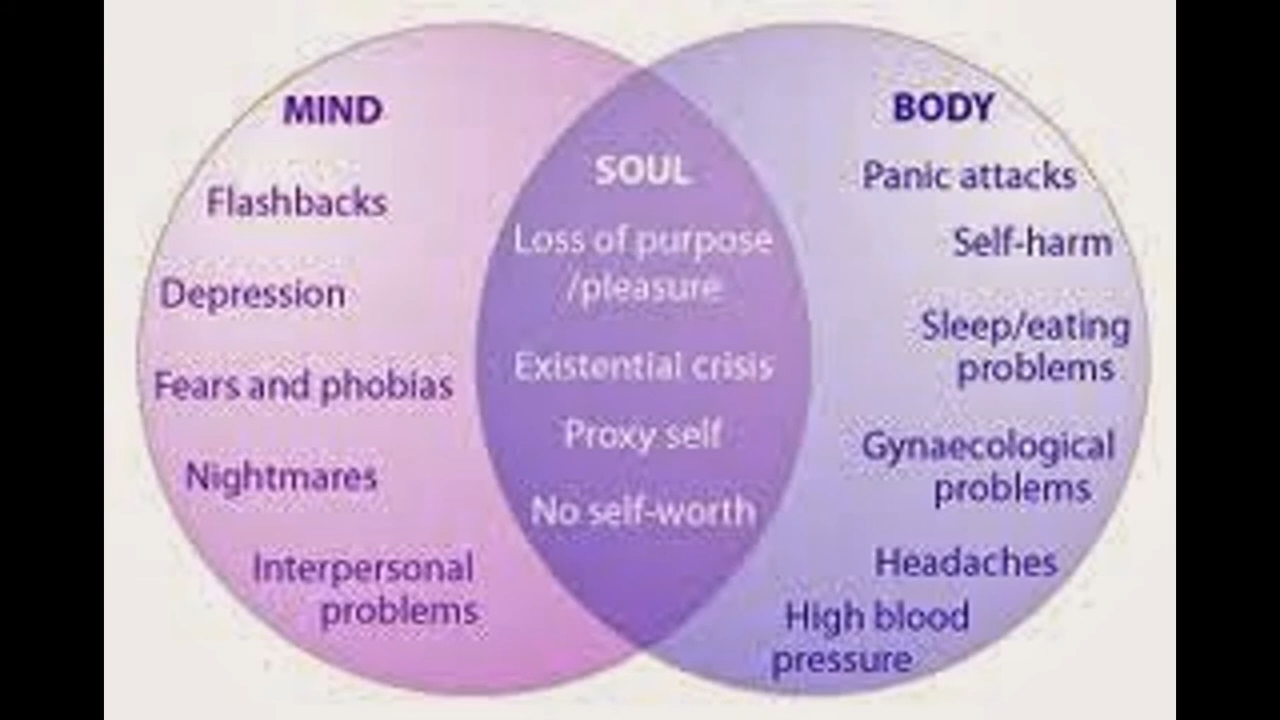 MIND
Flashbacks
Depression
Fears and phobias
Nightmares
Interpersonal
problems
SOUL
Loss of purpose
/pleasure
Existential crisis
Proxy self
No self-worth
BODY
Panic attacks
Self-harm
Sleep/eating
problems
Gynaecological
problems
Headaches
High blood
pressure